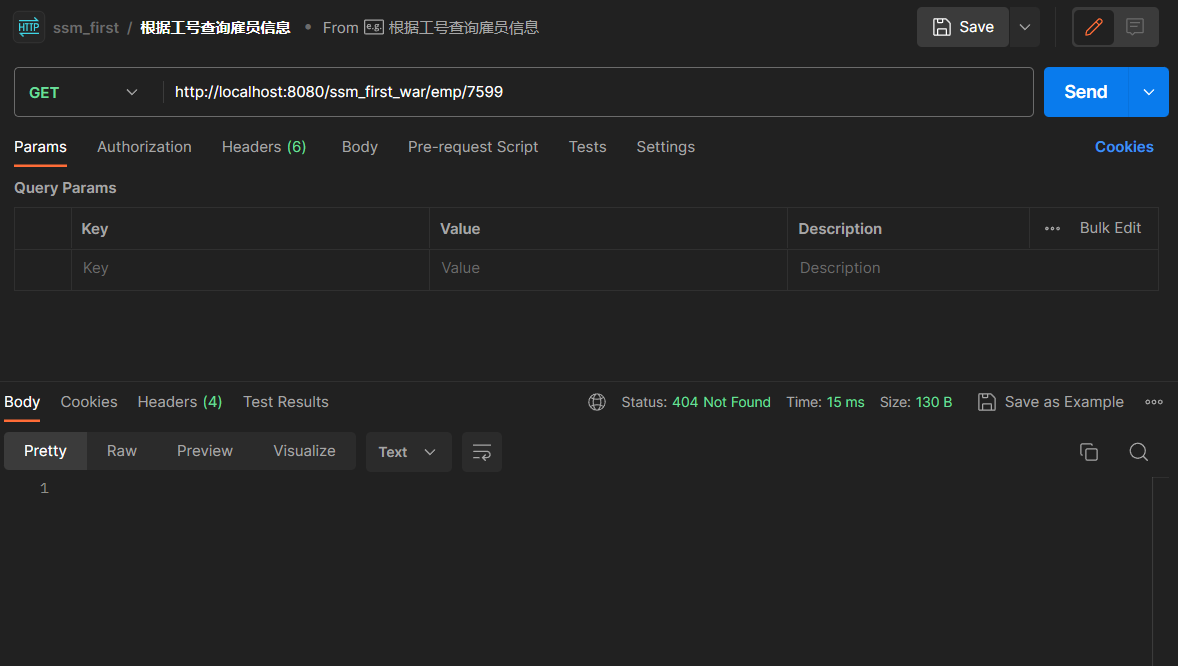 HTTP ssm_first / 根据工号查询雇员信息 • From e.g. 根据工号查询雇员信息 Save
GET http://localhost:8080/ssm_first_war/emp/7599 Send
Params Authorization Headers (6) Body Pre-request Script Tests Settings Cookies
Query Params
Key Value Description ••• Bulk Edit
Key Value Description
Body Cookies Headers (4) Test Results Status: 404 Not Found Time: 15 ms Size: 130 B Save as Example
Pretty Raw Preview Visualize Text
1